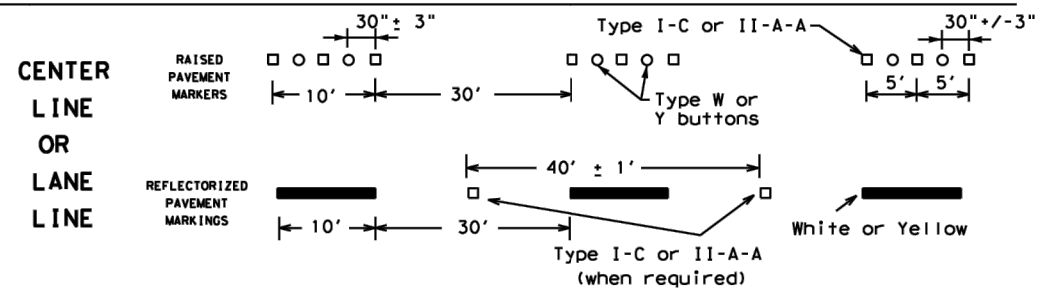 30"± 3"
Type I-C or II-A-A
30"+/-3"
CENTER
LINE
OR
LANE
LINE
RAISED
PAVEMENT
MARKERS
10'
30'
Type W or
Y buttons
5'
5'
40' ± 1'
REFLECTORIZED
PAVEMENT
MARKINGS
10'
30'
Type I-C or II-A-A
(when required)
White or Yellow